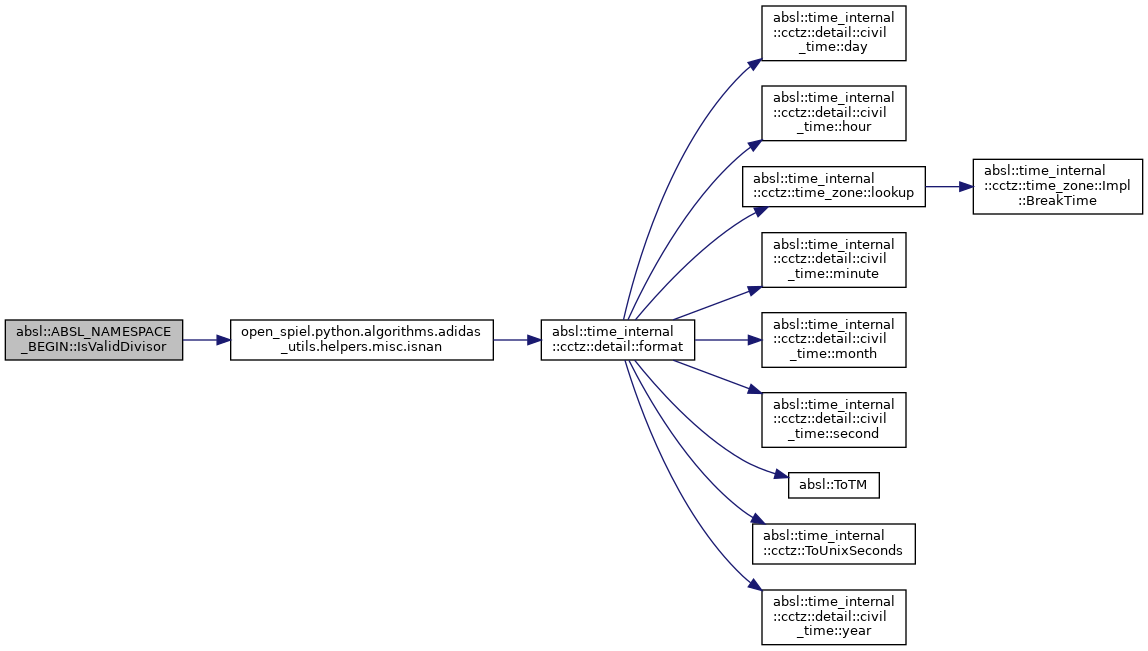 absl::ABSL_NAMESPACE
_BEGIN::IsValidDivisor
open_spiel.python.algorithms.adidas
_utils.helpers.misc.isnan
absl::time_internal
::cctz::detail::format
absl::time_internal
::cctz::detail::civil
_time::day
absl::time_internal
::cctz::detail::civil
_time::hour
absl::time_internal
::cctz::time_zone::lookup
absl::time_internal
::cctz::time_zone::Impl
::BreakTime
absl::time_internal
::cctz::detail::civil
_time::minute
absl::time_internal
::cctz::detail::civil
_time::month
absl::time_internal
::cctz::detail::civil
_time::second
absl::ToTM
absl::time_internal
::cctz::ToUnixSeconds
absl::time_internal
::cctz::detail::civil
_time::year